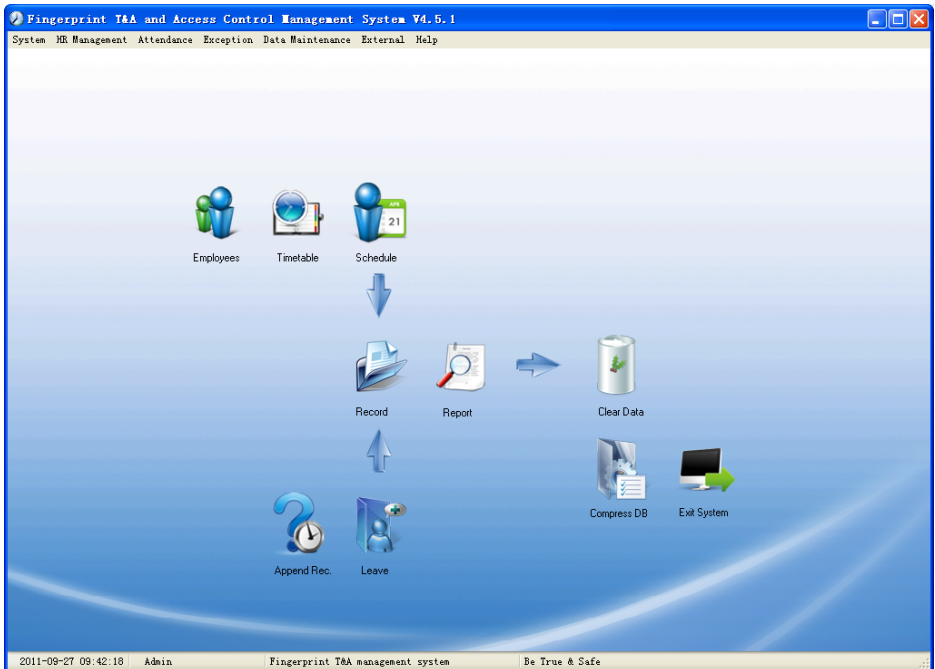 Fingerprint T&A and Access Control Management System V4.5.1
System HR Management Attendance Exception Data Maintenance External Help
APR
21
Employees Timetable Schedule
Record Report Clear Data
Compress DB Exit System
Append Rec. Leave
2011-09-27 09:42:18 Admin Fingerprint T&A management system Be True & Safe